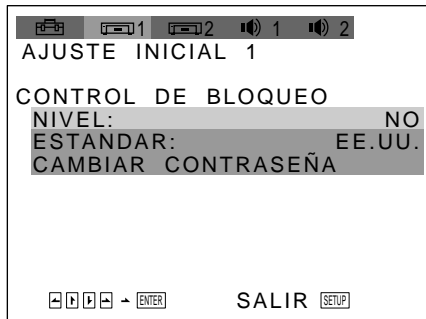 1 2 1 2
AJUSTE INICIAL 1
CONTROL DE BLOQUEO
NIVEL: NO
ESTANDAR: EE.UU.
CAMBIAR CONTRASEÑA
ENTER SALIR SETUP